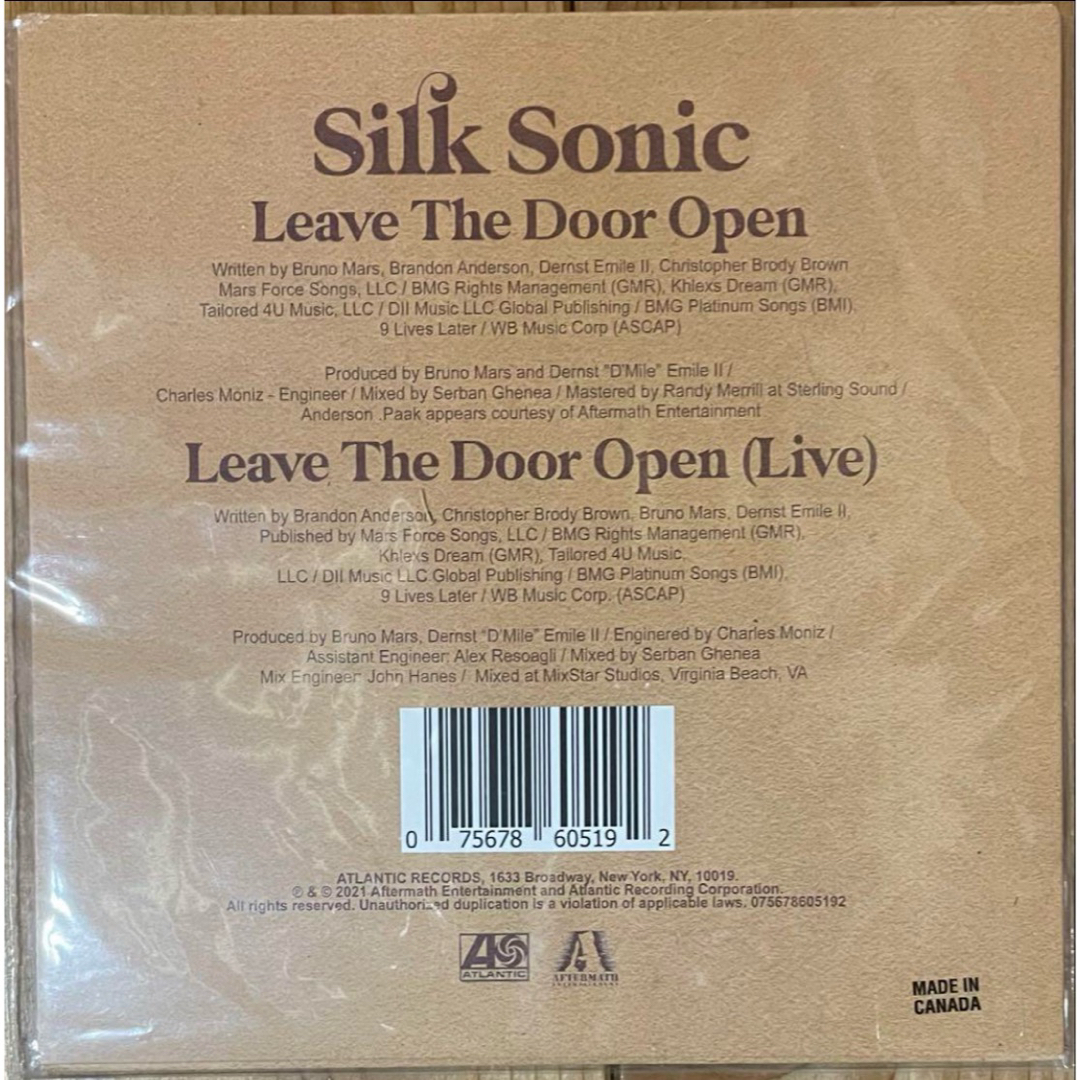 Silk Sonic
Leave The Door Open
Written by Bruno Mars, Brandon Anderson, Dernst Emile II, Christopher Brody Brown
Mars Force Songs, LLC / BMG Rights Management (GMR), Khlexs Dream (GMR),
Tailored 4U Music, LLC / DII Music LLC Global Publishing / BMG Platinum Songs (BMI),
9 Lives Later / WB Music Corp (ASCAP)
Produced by Bruno Mars and Dernst "D'Mile" Emile II /
Charles Moniz - Engineer / Mixed by Serban Ghenea / Mastered by Randy Merrill at Sterling Sound /
Anderson .Paak appears courtesy of Aftermath Entertainment
Leave The Door Open (Live)
Written by Brandon Anderson, Christopher Brody Brown, Bruno Mars, Dernst Emile II,
Published by Mars Force Songs, LLC / BMG Rights Management (GMR),
Khlexs Dream (GMR), Tailored 4U Music,
LLC / DII Music LLC Global Publishing / BMG Platinum Songs (BMI),
9 Lives Later / WB Music Corp. (ASCAP)
Produced by Bruno Mars, Dernst "D'Mile" Emile II / Enginered by Charles Moniz /
Assistant Engineer: Alex Resoagli / Mixed by Serban Ghenea
Mix Engineer: John Hanes / Mixed at MixStar Studios, Virginia Beach, VA
0 75678 60519 2
ATLANTIC RECORDS, 1633 Broadway, New York, NY, 10019.
℗ & © 2021 Aftermath Entertainment and Atlantic Recording Corporation.
All rights reserved. Unauthorized duplication is a violation of applicable laws. 075678605192
ATLANTIC
AFTERMATH
ENTERTAINMENT
MADE IN
CANADA